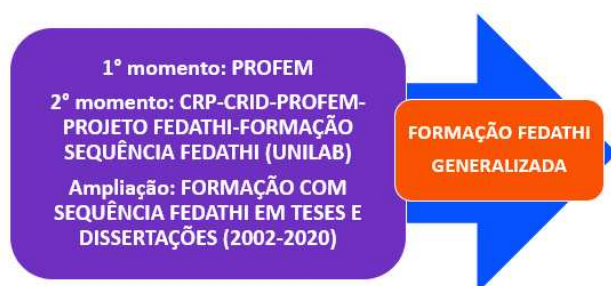 1° momento: PROFEM
2° momento: CRP-CRID-PROFEM-
PROJETO FEDATHI-FORMAÇÃO
SEQUÊNCIA FEDATHI (UNILAB)
Ampliação: FORMAÇÃO COM
SEQUÊNCIA FEDATHI EM TESES E
DISSERTAÇÕES (2002-2020)
FORMAÇÃO FEDATHI
GENERALIZADA